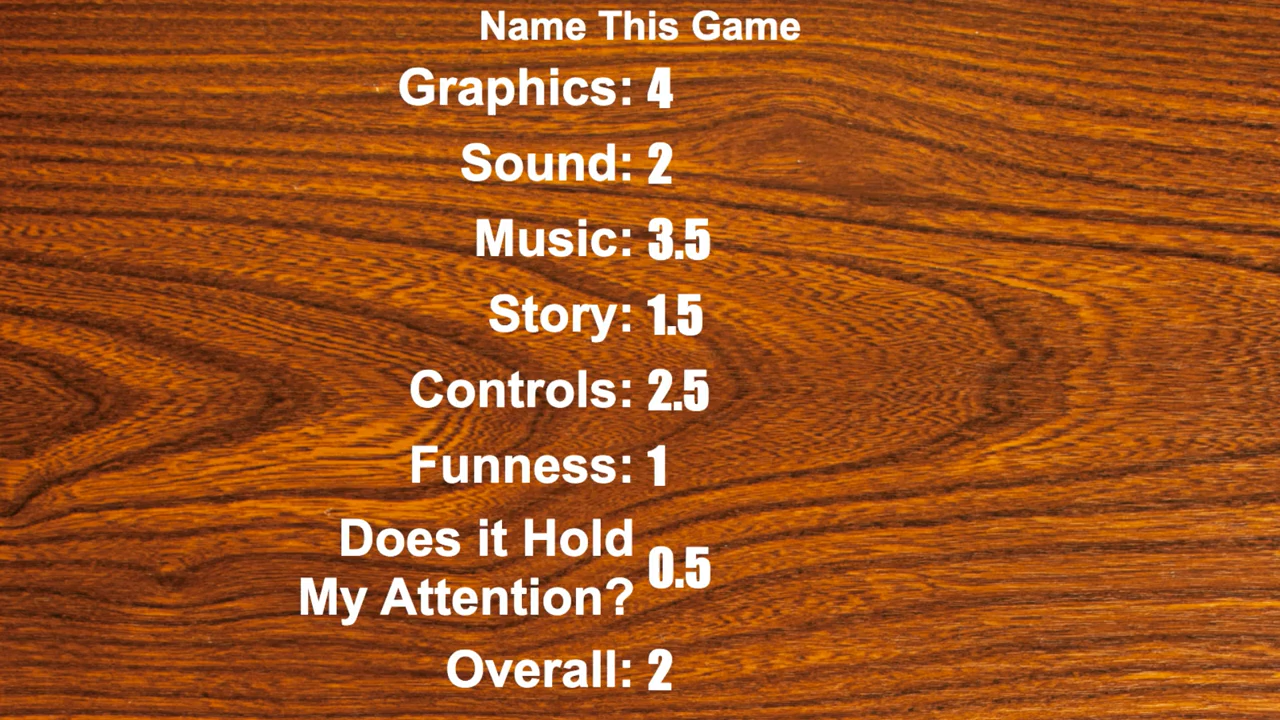 Name This Game
Graphics: 4
Sound: 2
Music: 3.5
Story: 1.5
Controls: 2.5
Funness: 1
Does it Hold
My Attention? 0.5
Overall: 2